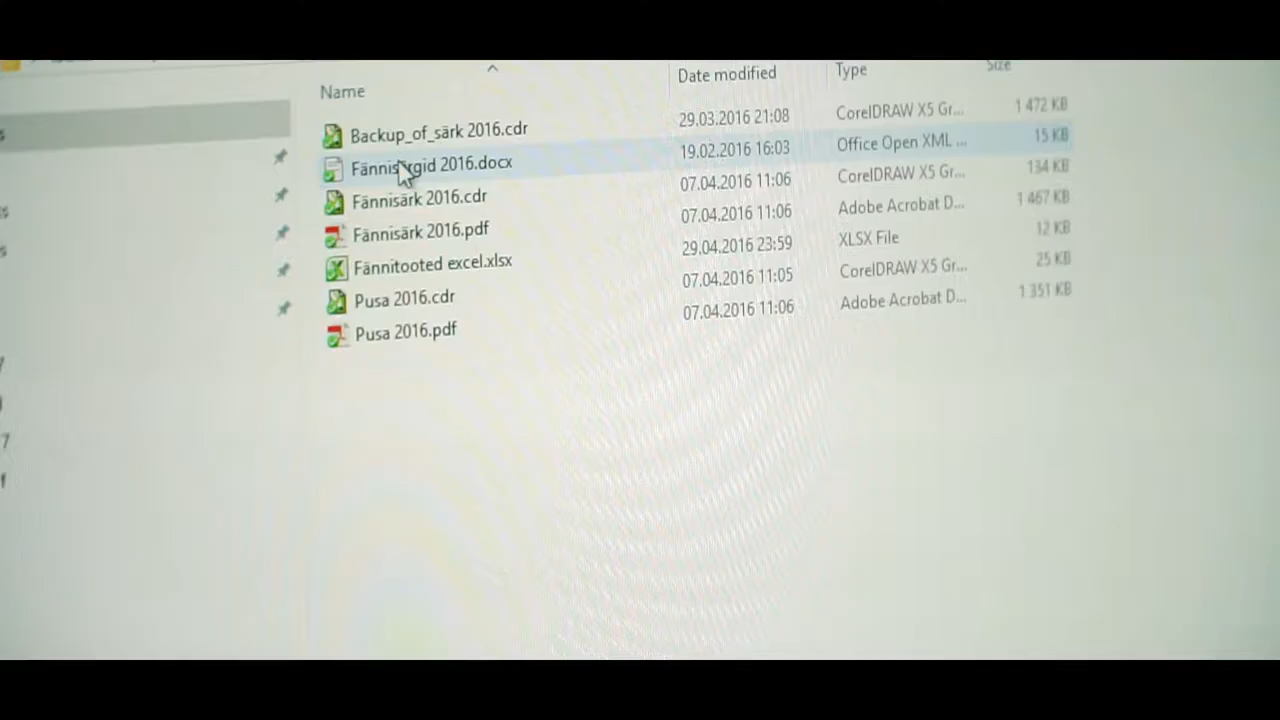 Name Date modified Type Size
Backup_of_särk 2016.cdr 29.03.2016 21:08 CorelDRAW X5 Gr... 1 472 KB
Fännisärgid 2016.docx 19.02.2016 16:03 Office Open XML ... 15 KB
Fännisärk 2016.cdr 07.04.2016 11:06 CorelDRAW X5 Gr... 134 KB
Fännisärk 2016.pdf 07.04.2016 11:06 Adobe Acrobat D... 1 467 KB
Fännitooted excel.xlsx 29.04.2016 23:59 XLSX File 12 KB
Pusa 2016.cdr 07.04.2016 11:05 CorelDRAW X5 Gr... 25 KB
Pusa 2016.pdf 07.04.2016 11:06 Adobe Acrobat D... 1 351 KB